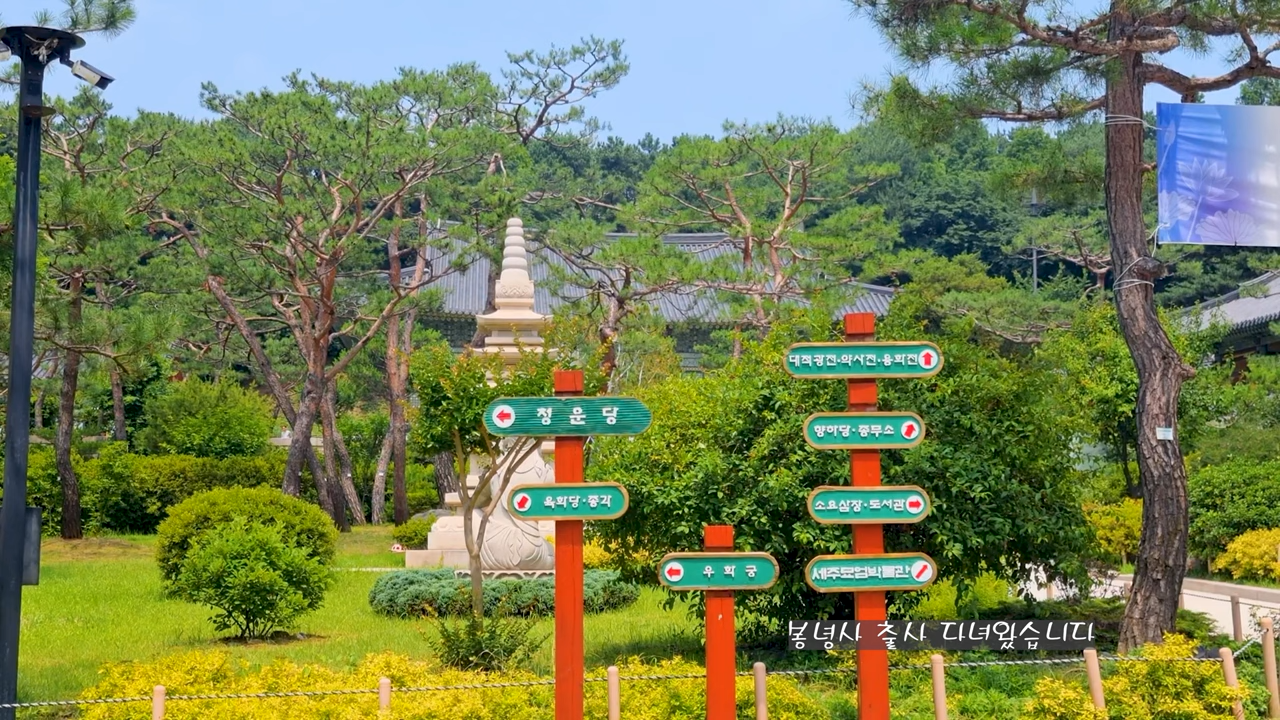 청운당
육화당·종각
우화궁
대적광전·약사전·용화전
향하당·종무소
소요삼장·도서관
세주묘엄박물관
봉녕사 출사 다녀왔습니다